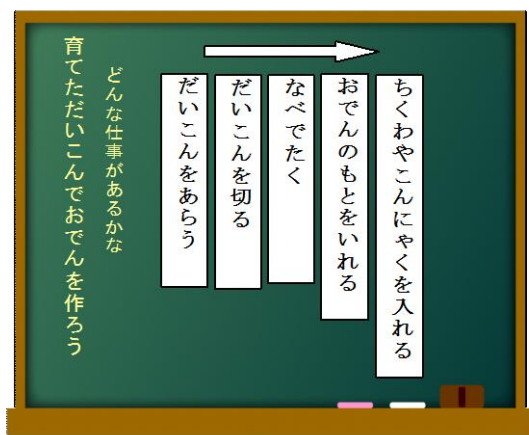 育てただいこんでおでんを作ろう
どんな仕事があるかな
だいこんをあらう
だいこんを切る
なべでたく
おでんのもとをいれる
ちくわやこんにゃくを入れる